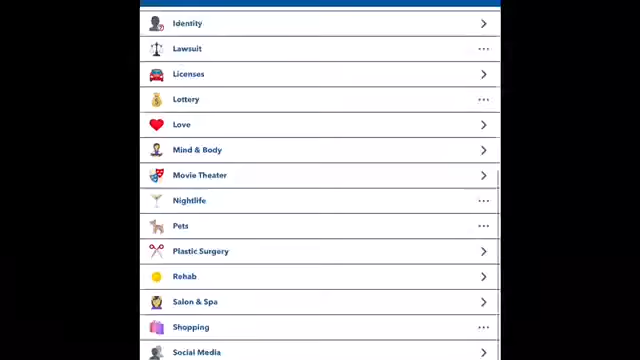 Identity
Lawsuit
Licenses
Lottery
Love
Mind & Body
Movie Theater
Nightlife
Pets
Plastic Surgery
Rehab
Salon & Spa
Shopping
Social Media